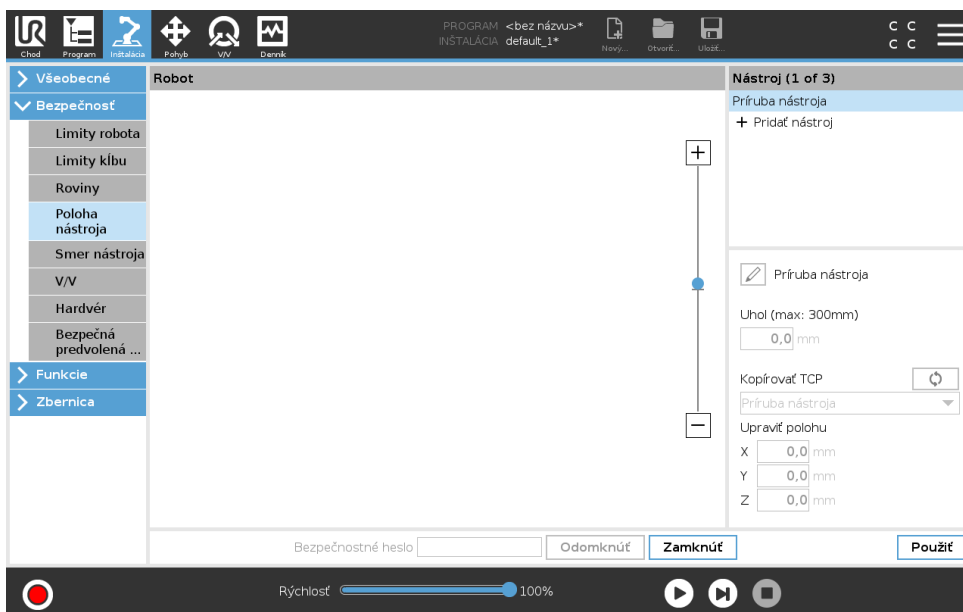 UR
Chod
Program
Inštalácia
Pohyb
V/V
Denník
PROGRAM <bez názvu>*
INŠTALÁCIA default_1*
Nový...
Otvoriť...
Uložiť...
C C
C C
Všeobecné
Bezpečnosť
Limity robota
Limity kĺbu
Roviny
Poloha
nástroja
Smer nástroja
V/V
Hardvér
Bezpečná
predvolená ...
Funkcie
Zbernica
Robot
Nástroj (1 of 3)
Príruba nástroja
+ Pridať nástroj
Príruba nástroja
Uhol (max: 300mm)
0,0 mm
Kopírovať TCP
Príruba nástroja
Upraviť polohu
X 0,0 mm
Y 0,0 mm
Z 0,0 mm
Bezpečnostné heslo
Odomknúť
Zamknúť
Použiť
Rýchlosť
100%